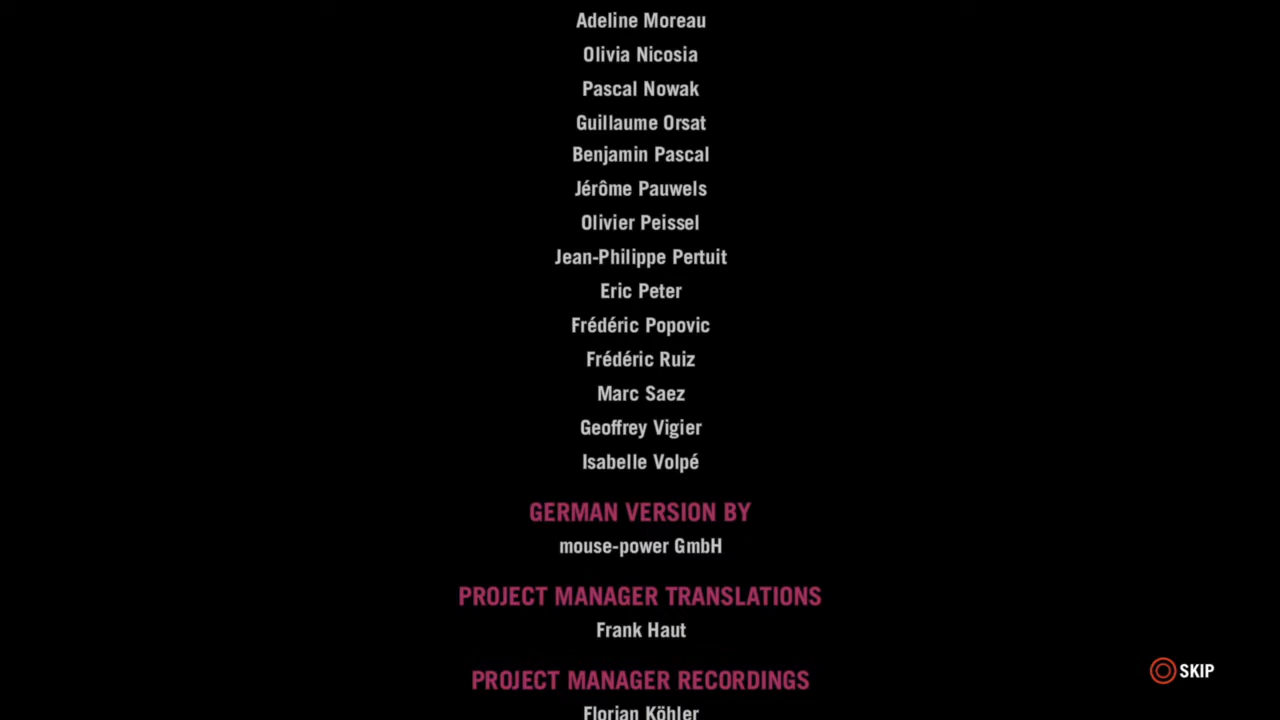 Adeline Moreau
Olivia Nicosia
Pascal Nowak
Guillaume Orsat
Benjamin Pascal
Jérôme Pauwels
Olivier Peissel
Jean-Philippe Pertuit
Eric Peter
Frédéric Popovic
Frédéric Ruiz
Marc Saez
Geoffrey Vigier
Isabelle Volpé
GERMAN VERSION BY
mouse-power GmbH
PROJECT MANAGER TRANSLATIONS
Frank Haut
SKIP
PROJECT MANAGER RECORDINGS
Florian Köhler